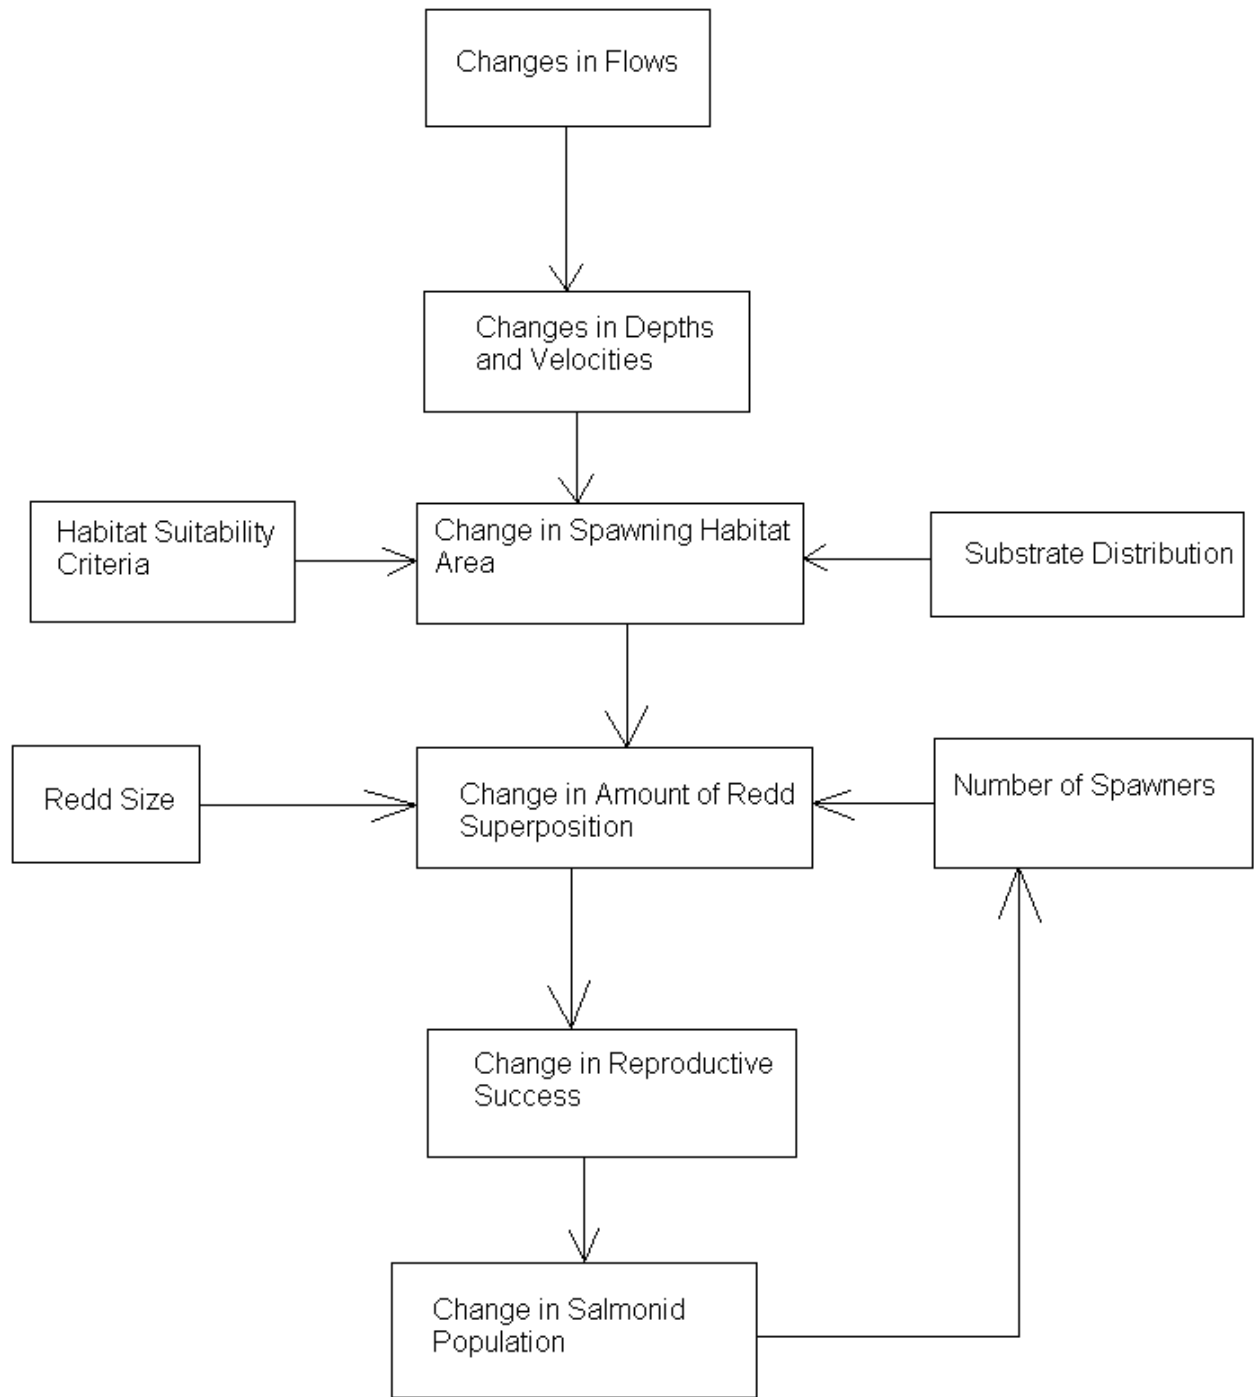 Changes in Flows
Changes in Depths
and Velocities
Habitat Suitability
Criteria
Change in Spawning Habitat
Area
Substrate Distribution
Redd Size
Change in Amount of Redd
Superposition
Number of Spawners
Change in Reproductive
Success
Change in Salmonid
Population